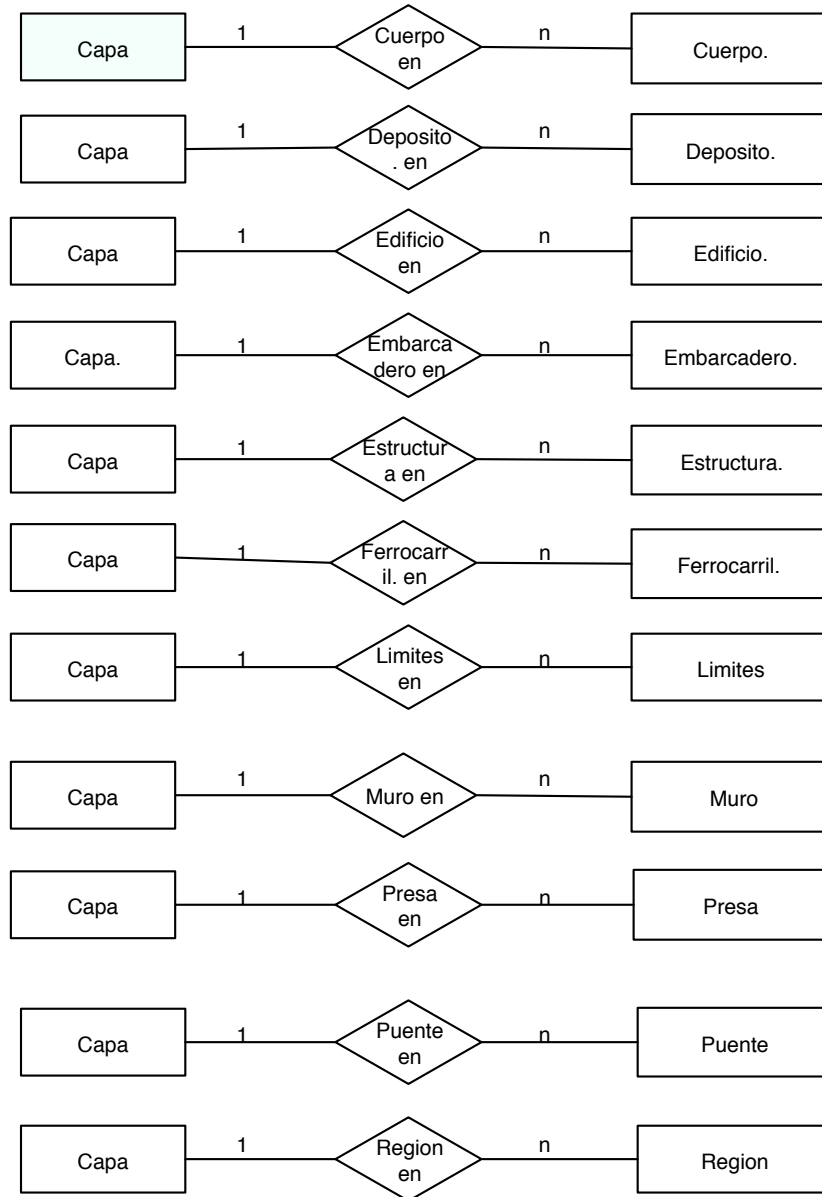 Capa 1 Cuerpo n Cuerpo.
en
Capa 1 Deposito n Deposito.
. en
Capa 1 Edificio n Edificio.
en
Capa. 1 Embarca n Embarcadero.
dero en
Capa 1 Estructur n Estructura.
a en
Capa 1 Ferrocarr n Ferrocarril.
il. en
Capa 1 Limites n Limites
en
Capa 1 Muro en n Muro
Capa 1 Presa n Presa
en
Capa 1 Puente n Puente
en
Capa 1 Region n Region
en